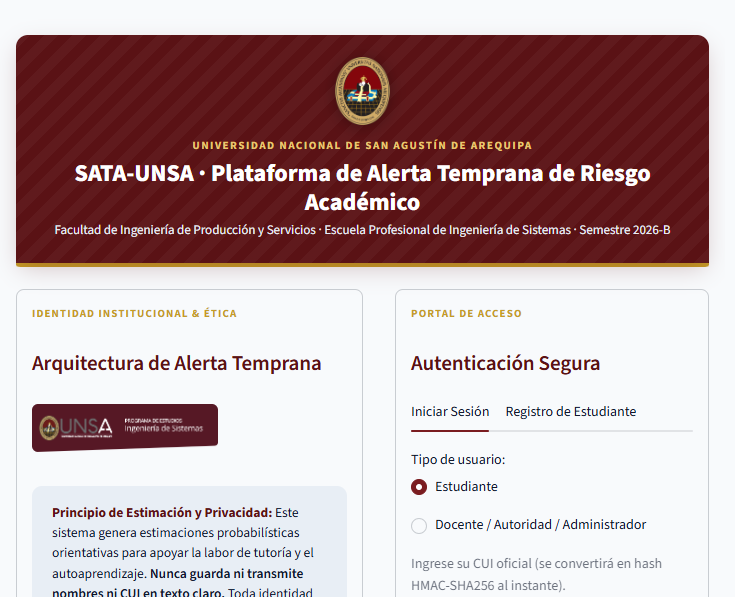 UNIVERSIDAD NACIONAL DE SAN AGUSTÍN DE AREQUIPA
SATA-UNSA · Plataforma de Alerta Temprana de Riesgo
Académico
Facultad de Ingeniería de Producción y Servicios · Escuela Profesional de Ingeniería de Sistemas · Semestre 2026-B
IDENTIDAD INSTITUCIONAL & ÉTICA
Arquitectura de Alerta Temprana
UNSA
PROGRAMA DE ESTUDIOS
Ingeniería de Sistemas
Principio de Estimación y Privacidad: Este
sistema genera estimaciones probabilísticas
orientativas para apoyar la labor de tutoría y el
autoaprendizaje. Nunca guarda ni transmite
nombres ni CUI en texto claro. Toda identidad
PORTAL DE ACCESO
Autenticación Segura
Iniciar Sesión Registro de Estudiante
Tipo de usuario:
Estudiante
Docente / Autoridad / Administrador
Ingrese su CUI oficial (se convertirá en hash
HMAC-SHA256 al instante).